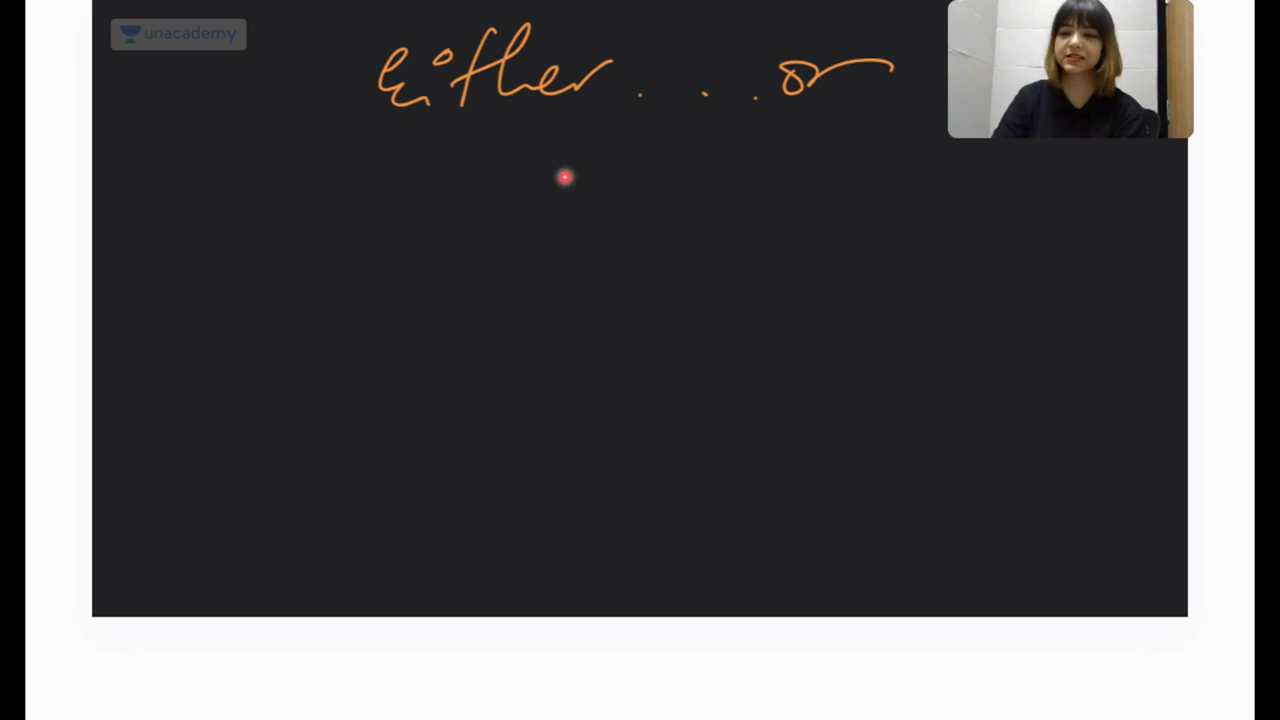 unacademy
either . . . or